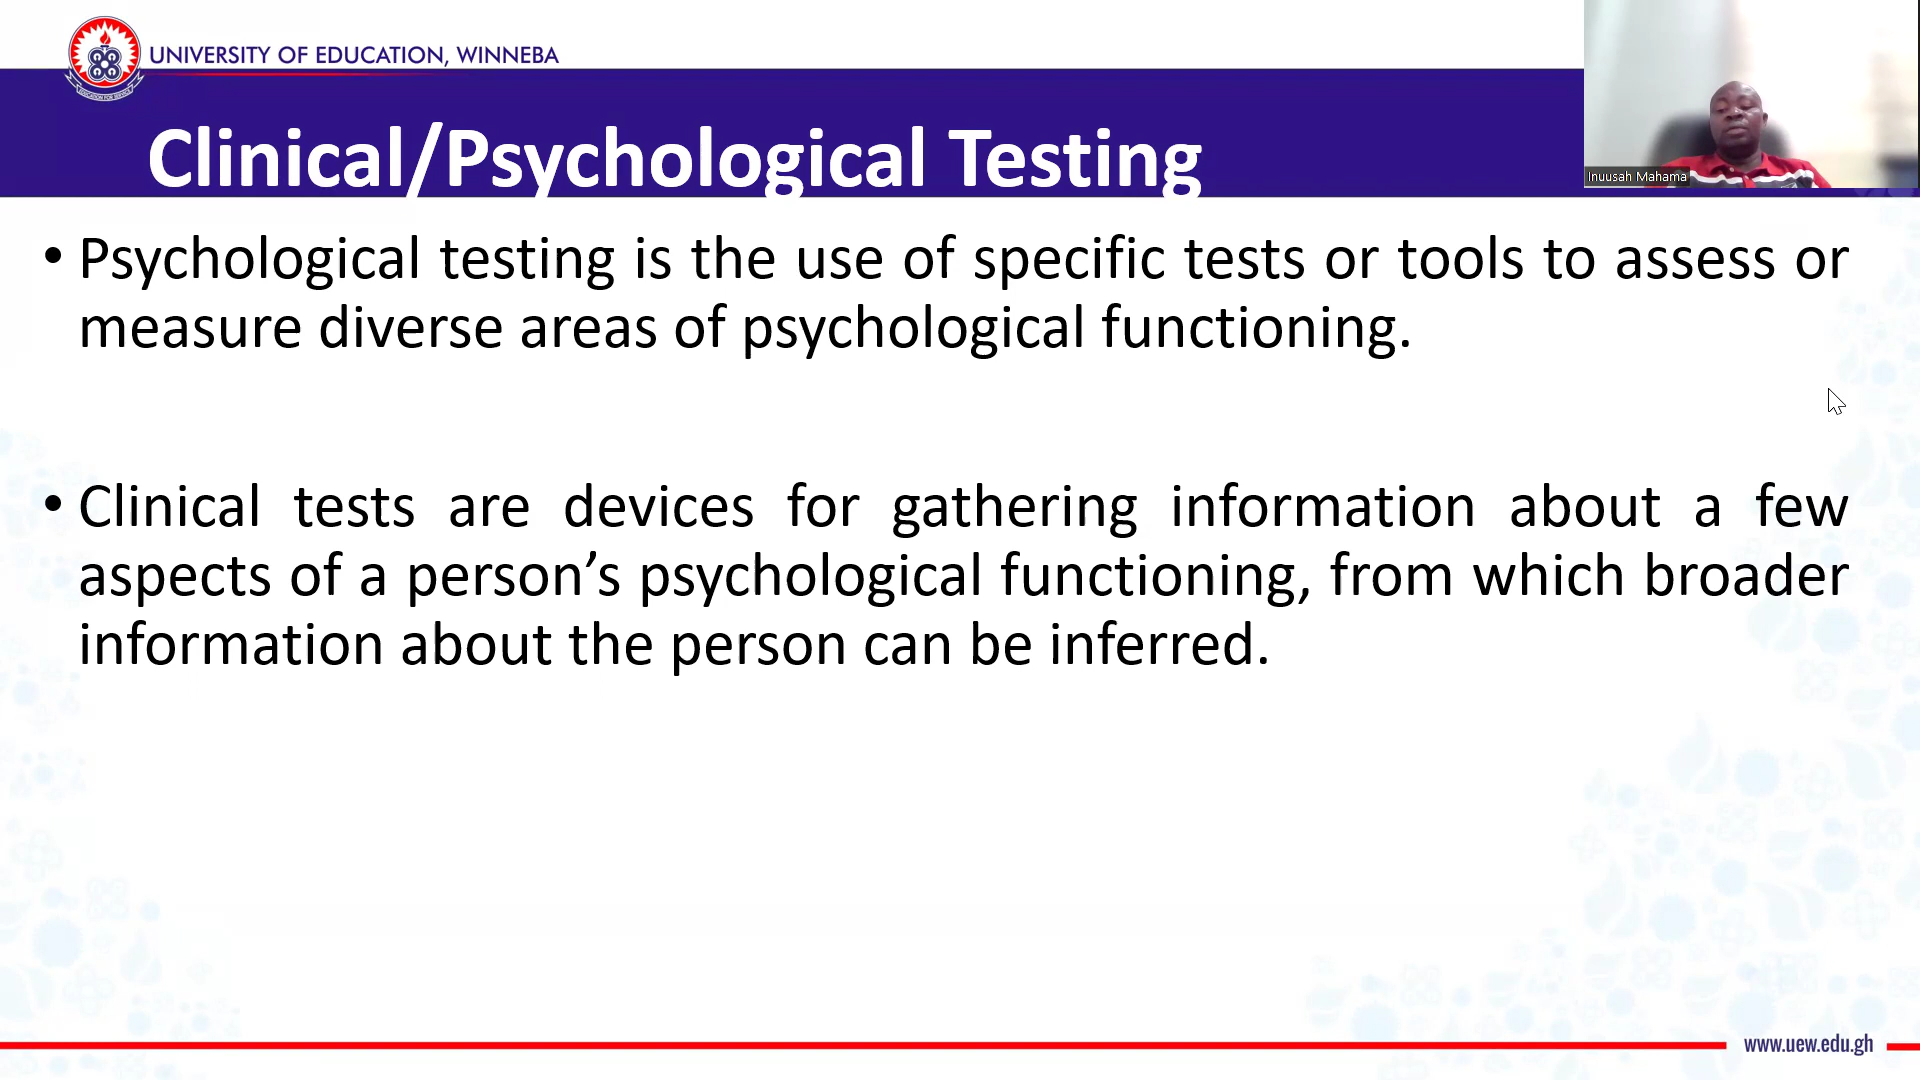 UNIVERSITY OF EDUCATION, WINNEBA
Clinical/Psychological Testing
Inuusah Mahama
• Psychological testing is the use of specific tests or tools to assess or
measure diverse areas of psychological functioning.
• Clinical tests are devices for gathering information about a few
aspects of a person’s psychological functioning, from which broader
information about the person can be inferred.
www.uew.edu.gh